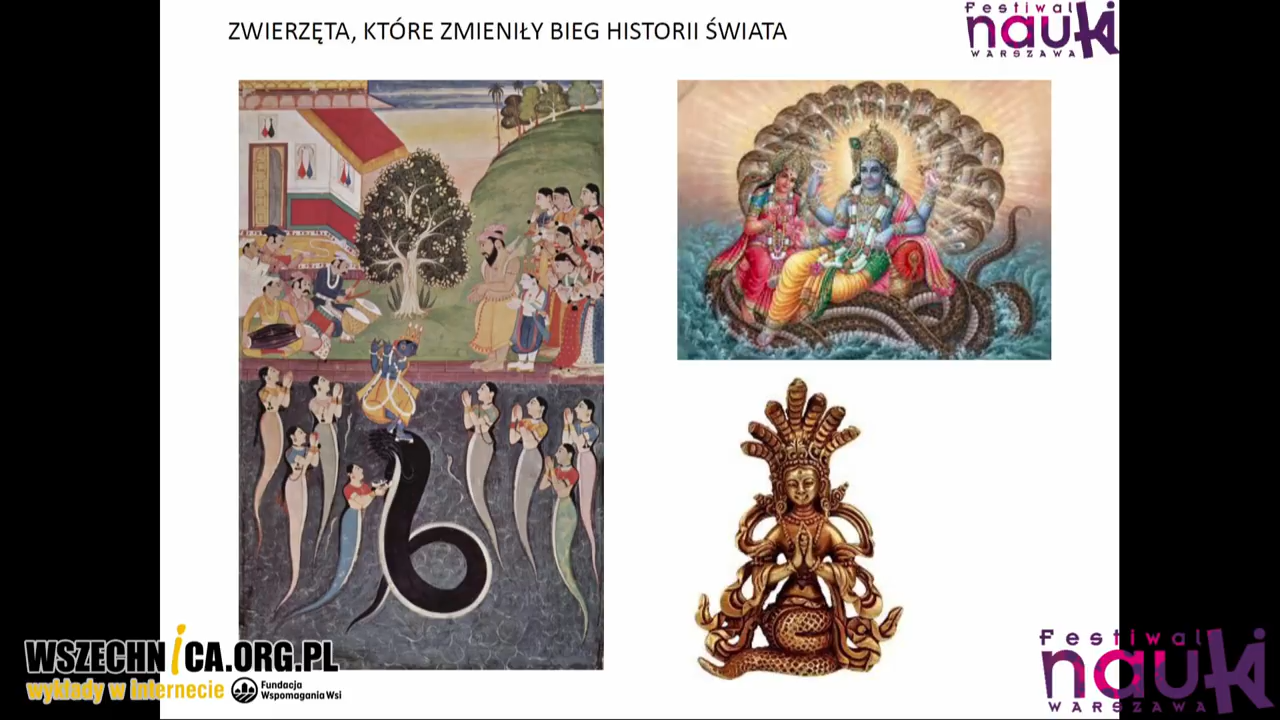 ZWIERZĘTA, KTÓRE ZMIENIŁY BIEG HISTORII ŚWIATA
Festiwal
nauki
WARSZAWA
WSZECHNiCA.ORG.PL
wykłady w internecie
Fundacja
Wspomagania Wsi
Festiwal
nauki
WARSZAWA